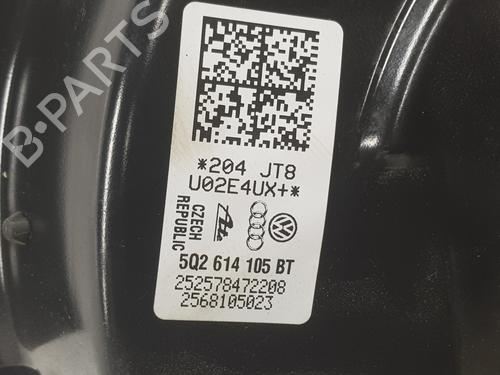 B-PARTS
*204 JT8
U02E4UX+*
CZECH
REPUBLIC
5Q2 614 105 BT
252578472208
2568105023